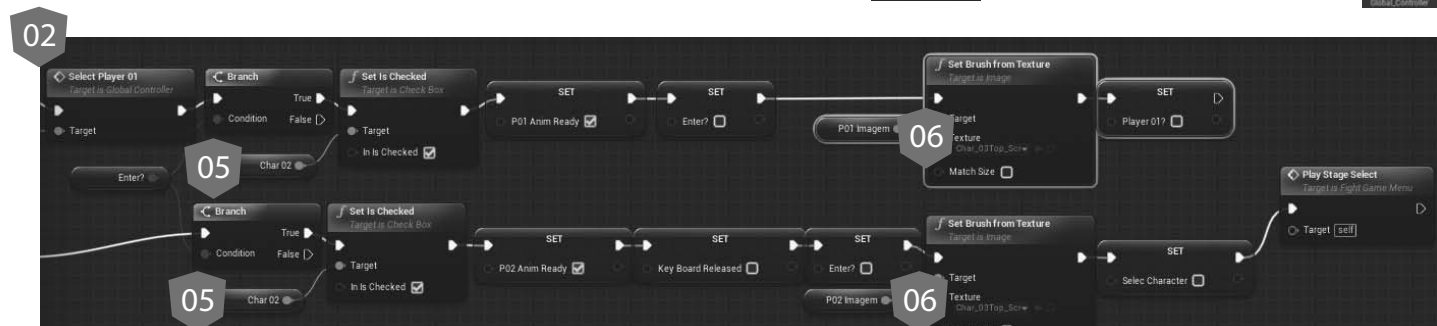 Global_Controller
02
Select Player 01
Target is Global Controller
Target
Branch
True
Condition
False
Set Is Checked
Target is Check Box
Target
In Is Checked
SET
P01 Anim Ready
SET
Enter?
Set Brush from Texture
Target is Image
Target
Texture
Char_03Top_Scr
Match Size
P01 Imagem
06
SET
Player 01?
Enter?
05
Char 02
Play Stage Select
Target is Fight Game Menu
Target self
Branch
True
Condition
False
Set Is Checked
Target is Check Box
Target
In Is Checked
SET
P02 Anim Ready
SET
Key Board Released
SET
Enter?
Set Brush from Texture
Target is Image
Target
Texture
Char_03Top_Scr
SET
Selec Character
05
Char 02
P02 Imagem
06